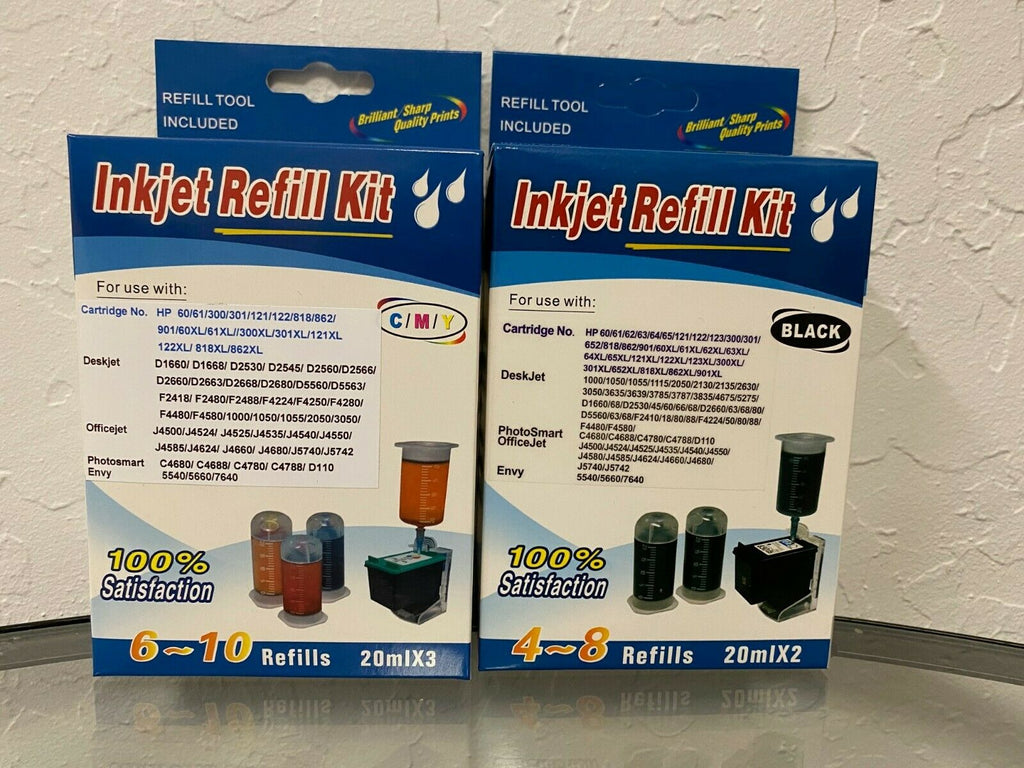 REFILL TOOL
INCLUDED
Brilliant/Sharp
Quality Prints
Inkjet Refill Kit
For use with:
C/M/Y
Cartridge No. HP 60/61/300/301/121/122/818/862/
901/60XL/61XL//300XL/301XL/121XL
122XL/ 818XL/862XL
Deskjet D1660/ D1668/ D2530/ D2545/ D2560/D2566/
D2660/D2663/D2668/D2680/D5560/D5563/
F2418/ F2480/F2488/F4224/F4250/F4280/
F4480/F4580/1000/1050/1055/2050/3050/
Officejet J4500/J4524/ J4525/J4535/J4540/J4550/
J4585/J4624/ J4660/ J4680/J5740/J5742
Photosmart C4680/ C4688/ C4780/ C4788/ D110
Envy 5540/5660/7640
100%
Satisfaction
6~10 Refills 20mlX3
REFILL TOOL
INCLUDED
Brilliant/Sharp
Quality Prints
Inkjet Refill Kit
For use with:
BLACK
Cartridge No. HP 60/61/62/63/64/65/121/122/123/300/301/
652/818/862/901/60XL/61XL/62XL/63XL/
64XL/65XL/121XL/122XL/123XL/300XL/
301XL/652XL/818XL/862XL/901XL
DeskJet 1000/1050/1055/1115/2050/2130/2135/2630/
3050/3635/3639/3785/3787/3835/4675/5275/
D1660/68/D2530/45/60/66/68/D2660/63/68/80/
D5560/63/68/F2410/18/80/88/F4224/50/80/88/
F4480/F4580/
PhotoSmart C4680/C4688/C4780/C4788/D110
OfficeJet J4500/J4524/J4525/J4535/J4540/J4550/
J4580/J4585/J4624/J4660/J4680/
J5740/J5742
Envy 5540/5660/7640
100%
Satisfaction
4~8 Refills 20mlX2